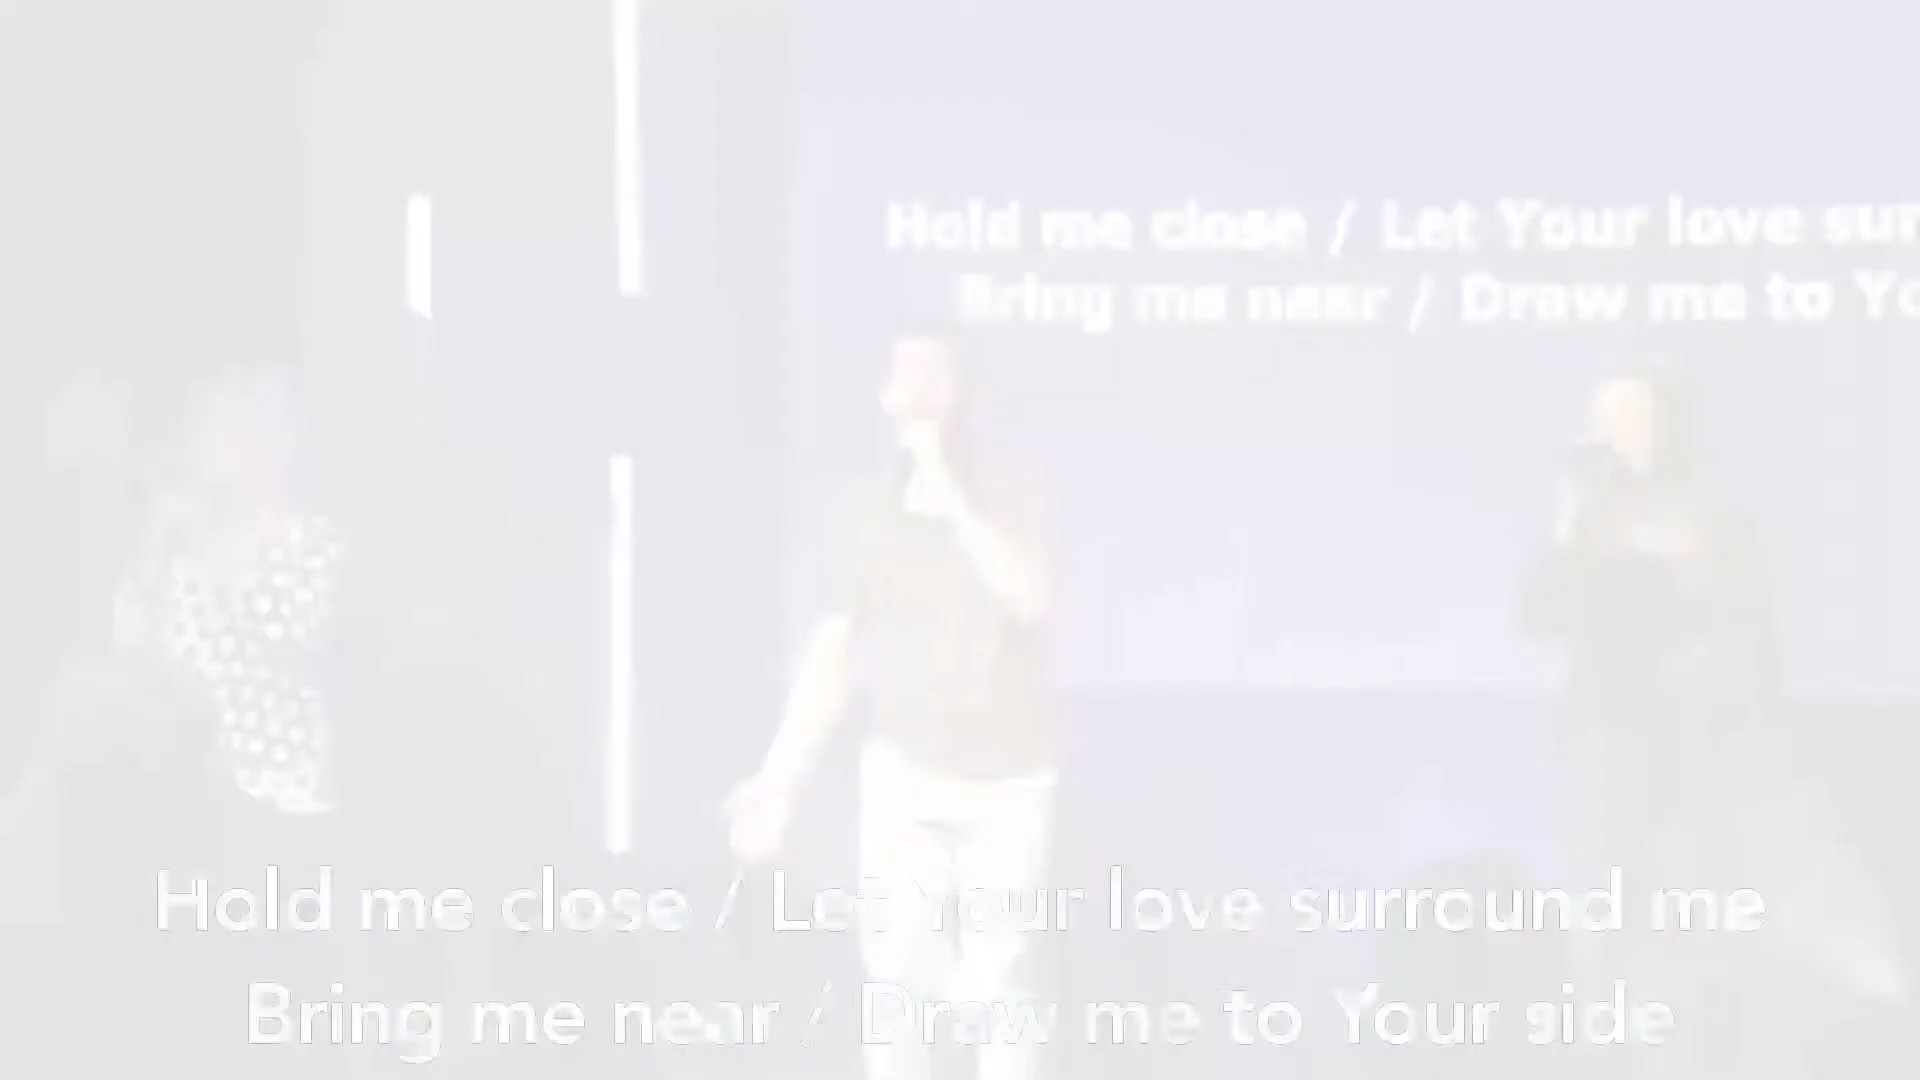 Hold me close / Let Your love sur
Bring me near / Draw me to Yo
Hold me close / Let Your love surround me
Bring me near / Draw me to Your side